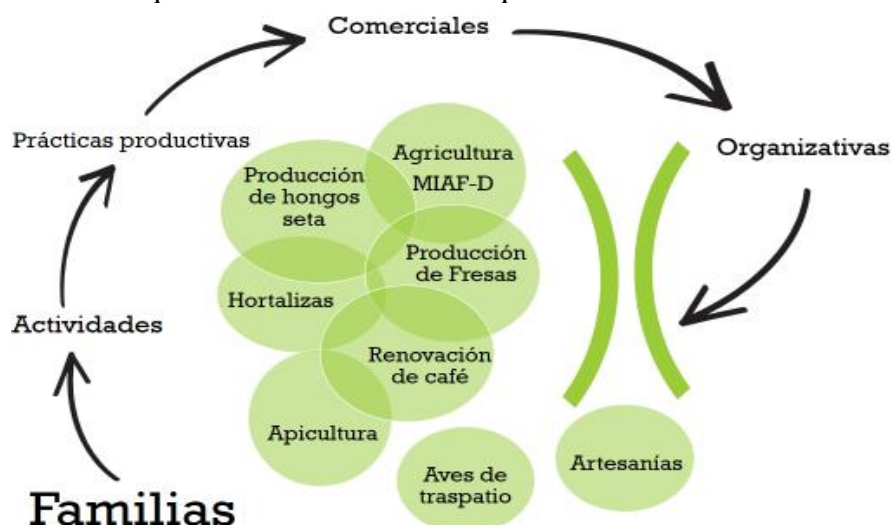 Comerciales
Prácticas productivas
Organizativas
Agricultura
MIAF-D
Producción
de hongos
seta
Producción
de Fresas
Hortalizas
Actividades
Renovación
de café
Apicultura
Aves de
traspatio
Artesanías
Familias